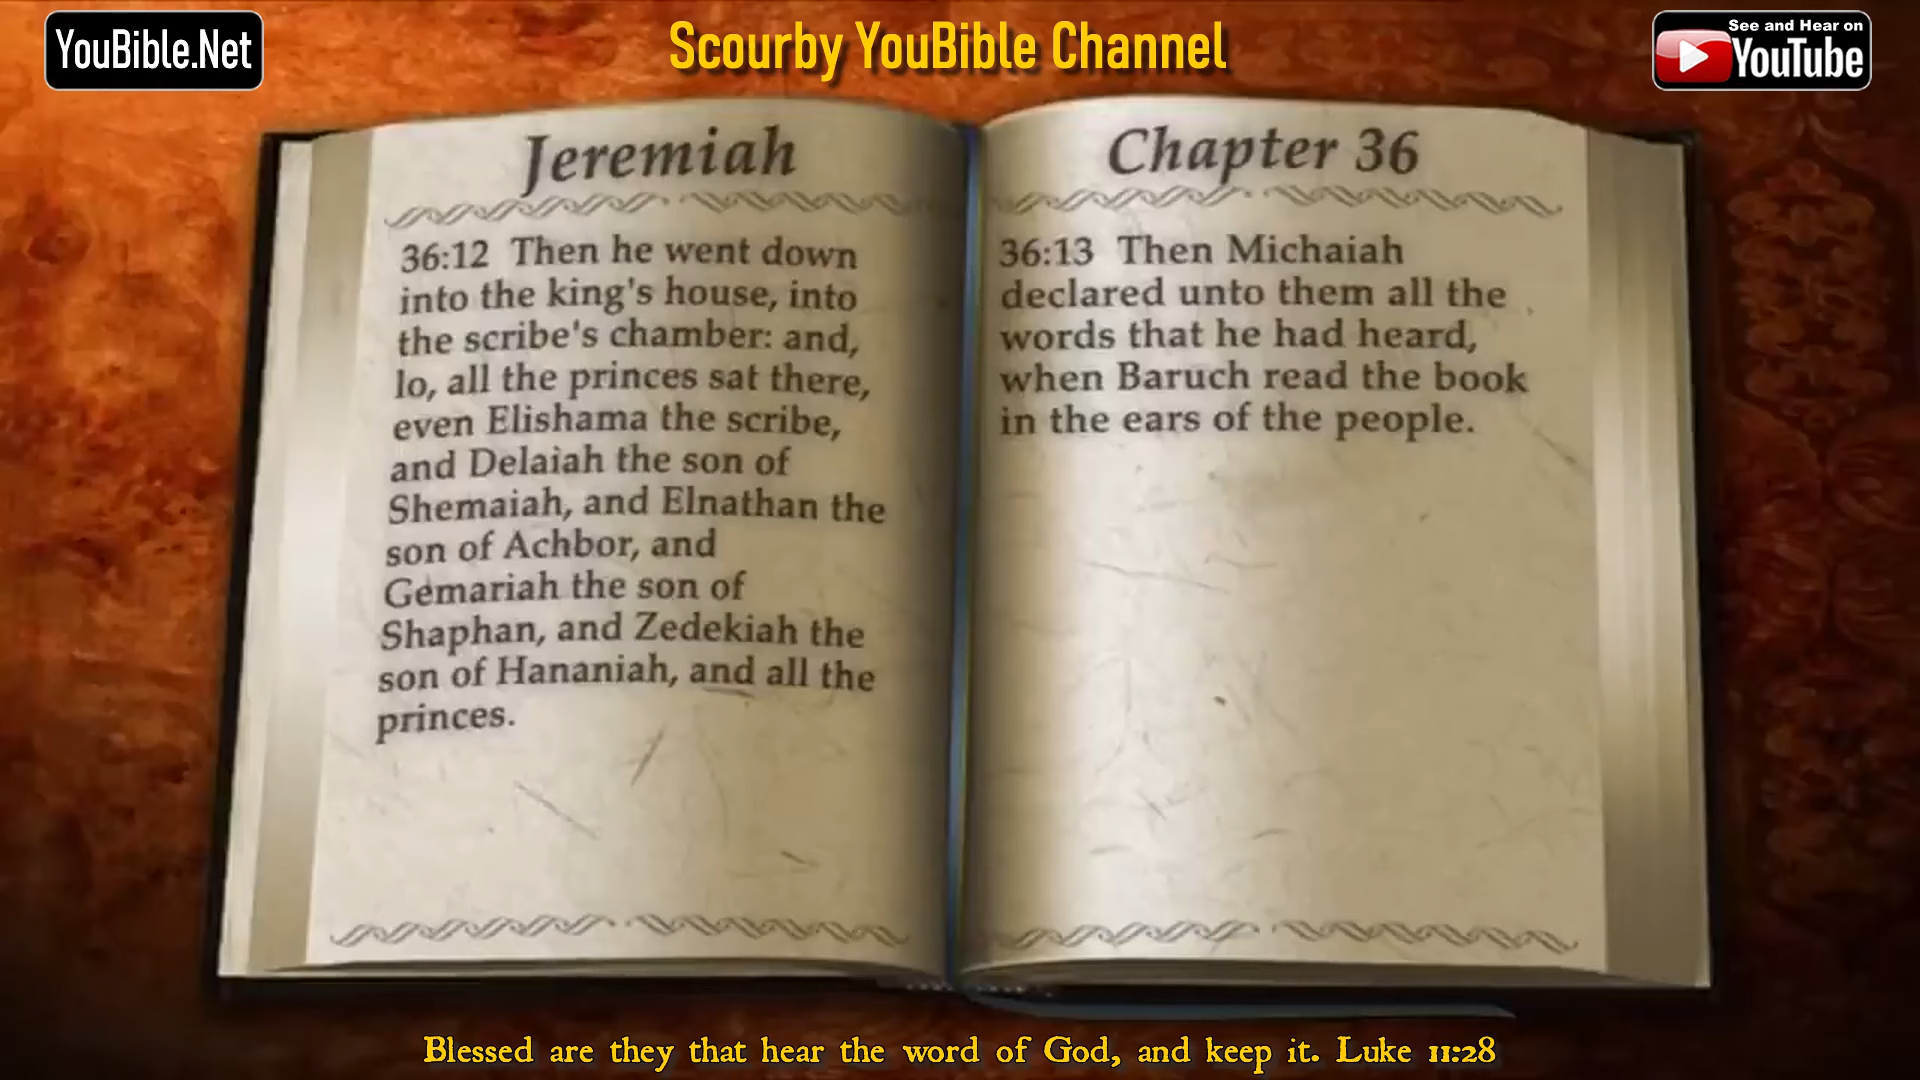 YouBible.Net
Scourby YouBible Channel
See and Hear on
YouTube
Jeremiah
36:12 Then he went down
into the king's house, into
the scribe's chamber: and,
lo, all the princes sat there,
even Elishama the scribe,
and Delaiah the son of
Shemaiah, and Elnathan the
son of Achbor, and
Gemariah the son of
Shaphan, and Zedekiah the
son of Hananiah, and all the
princes.
Chapter 36
36:13 Then Michaiah
declared unto them all the
words that he had heard,
when Baruch read the book
in the ears of the people.
Blessed are they that hear the word of God, and keep it. Luke 11:28